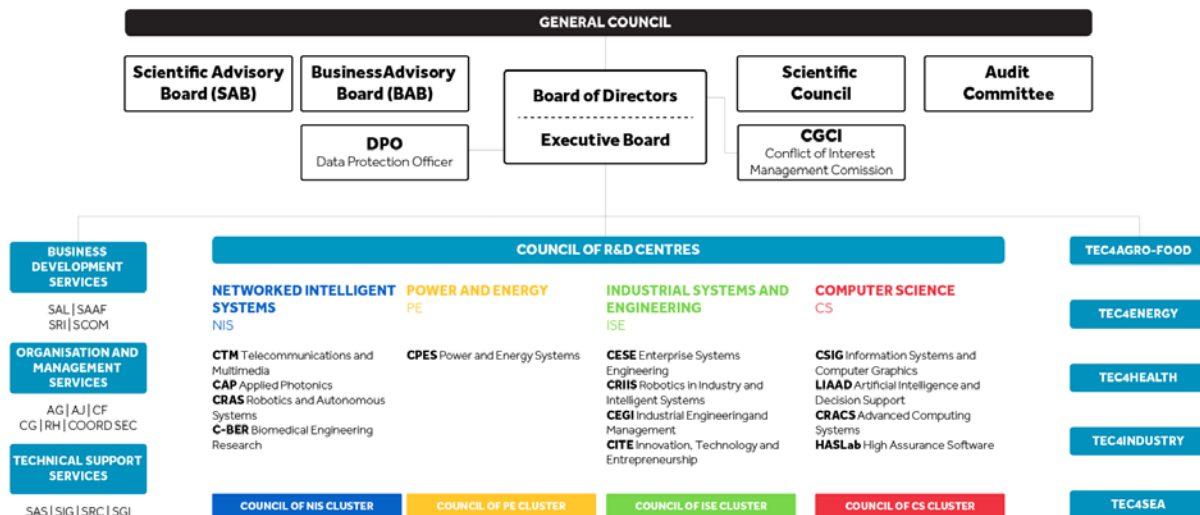 GENERAL COUNCIL
Scientific Advisory
Board (SAB)
BusinessAdvisory
Board (BAB)
Board of Directors
Executive Board
Scientific
Council
Audit
Committee
DPO
Data Protection Officer
CGCI
Conflict of Interest
Management Comission
BUSINESS
DEVELOPMENT
SERVICES
SAL|SAAF
SRI|SCOM
ORGANISATION AND
MANAGEMENT
SERVICES
AG|AJ|CF
CG|RH|COORD SEC
TECHNICAL SUPPORT
SERVICES
SAS|SIG|SRC|SGI
COUNCIL OF R&D CENTRES
NETWORKED INTELLIGENT
SYSTEMS
NIS
CTM Telecommunications and
Multimedia
CAP Applied Photonics
CRAS Robotics and Autonomous
Systems
C-BER Biomedical Engineering
Research
COUNCIL OF NIS CLUSTER
POWER AND ENERGY
PE
CPES Power and Energy Systems
COUNCIL OF PE CLUSTER
INDUSTRIAL SYSTEMS AND
ENGINEERING
ISE
CESE Enterprise Systems
Engineering
CRIIS Robotics in Industry and
Intelligent Systems
CEGI Industrial Engineeringand
Management
CITE Innovation, Technology and
Entrepreneurship
COUNCIL OF ISE CLUSTER
COMPUTER SCIENCE
CS
CSIG Information Systems and
Computer Graphics
LIAAD Artificial Intelligence and
Decision Support
CRACS Advanced Computing
Systems
HASLab High Assurance Software
COUNCIL OF CS CLUSTER
TEC4AGRO-FOOD
TEC4ENERGY
TEC4HEALTH
TEC4INDUSTRY
TEC4SEA